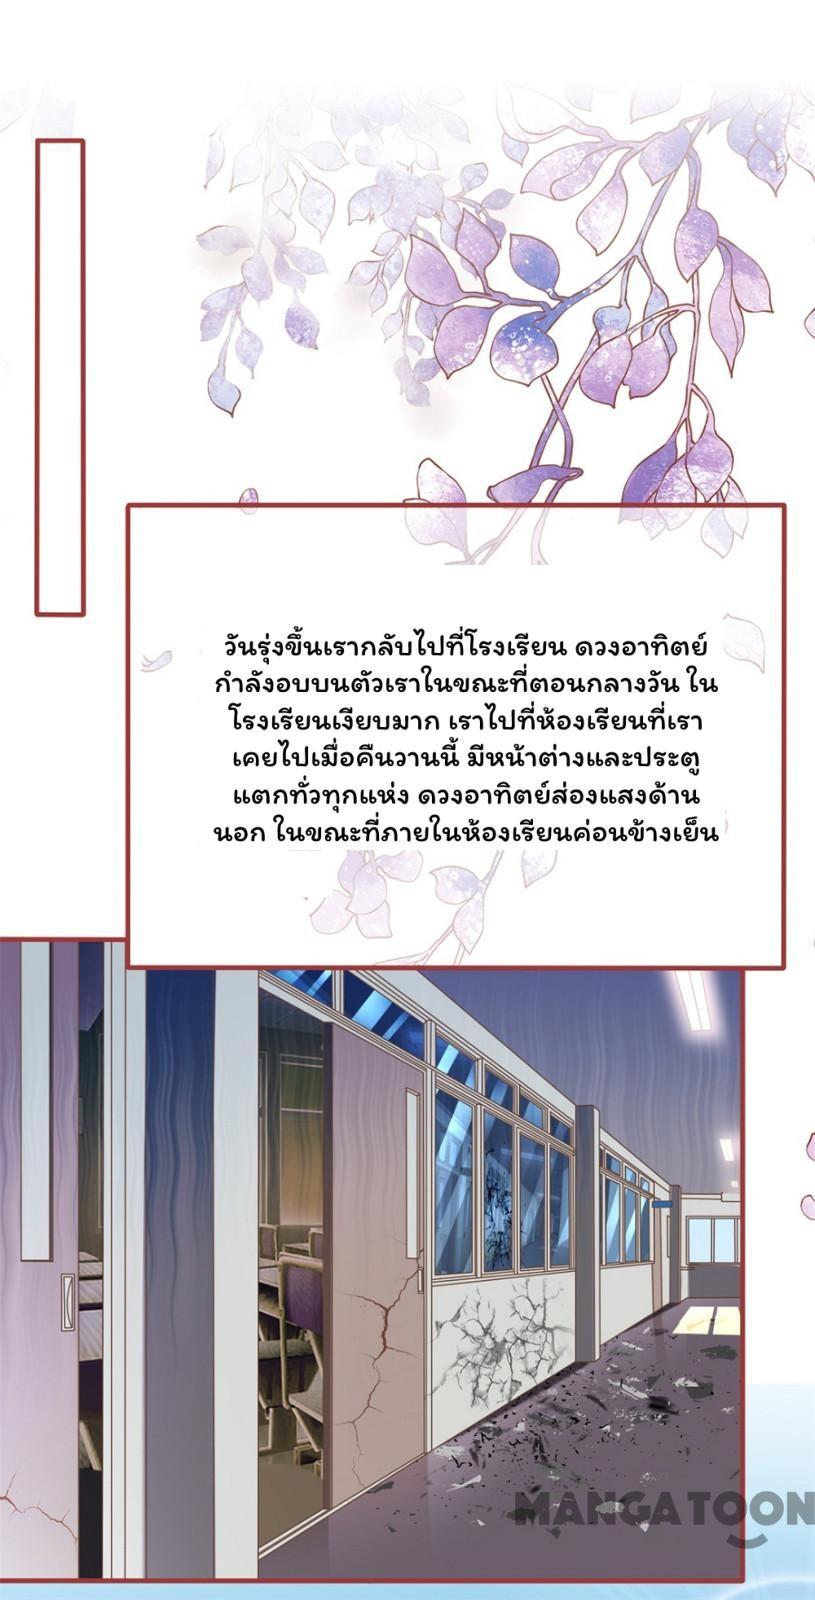 วันรุ่งขึ้นเรากลับไปที่โรงเรียน ดวงอาทิตย์
กำลังอบบนตัวเราในขณะที่ตอนกลางวัน ใน
โรงเรียนเงียบมาก เราไปที่ห้องเรียนที่เรา
เคยไปเมื่อคืนวานนี้ มีหน้าต่างและประตู
แตกทั่วทุกแห่ง ดวงอาทิตย์ส่องแสงด้าน
นอก ในขณะที่ภายในห้องเรียนค่อนข้างเย็น
MANGATOON